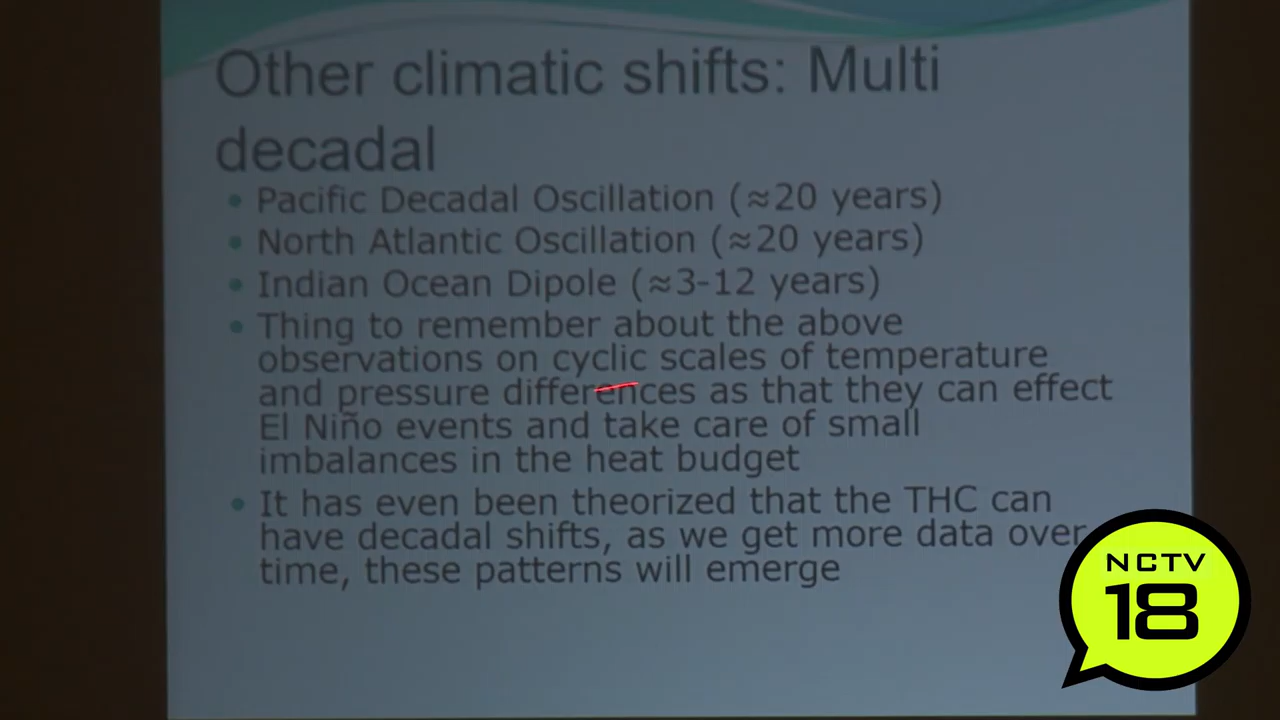 Other climatic shifts: Multi
decadal
• Pacific Decadal Oscillation (≈20 years)
• North Atlantic Oscillation (≈20 years)
• Indian Ocean Dipole (≈3-12 years)
• Thing to remember about the above
observations on cyclic scales of temperature
and pressure differences as that they can effect
El Niño events and take care of small
imbalances in the heat budget
• It has even been theorized that the THC can
have decadal shifts, as we get more data over
time, these patterns will emerge
NCTV
18